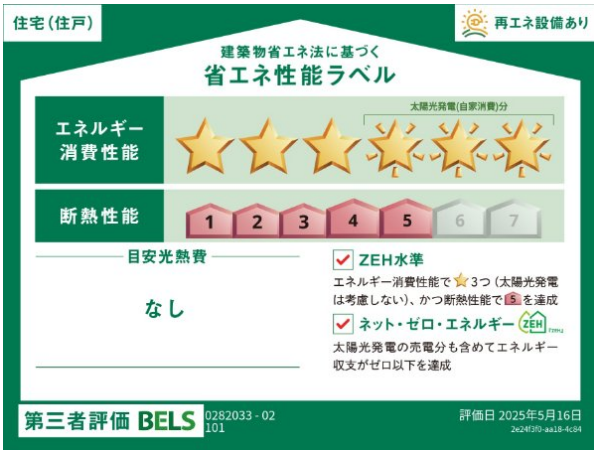 住宅(住戸)
再エネ設備あり
建築物省エネ法に基づく
省エネ性能ラベル
エネルギー
消費性能
太陽光発電(自家消費)分
断熱性能
1 2 3 4 5 6 7
目安光熱費
なし
ZEH水準
エネルギー消費性能で⭐3つ(太陽光発電
は考慮しない)、かつ断熱性能で5を達成
ネット・ゼロ・エネルギー ZEH
太陽光発電の売電分も含めてエネルギー
収支がゼロ以下を達成
第三者評価 BELS
0282033 - 02
101
評価日 2025年5月16日
2e24f3f0-aa18-4c84